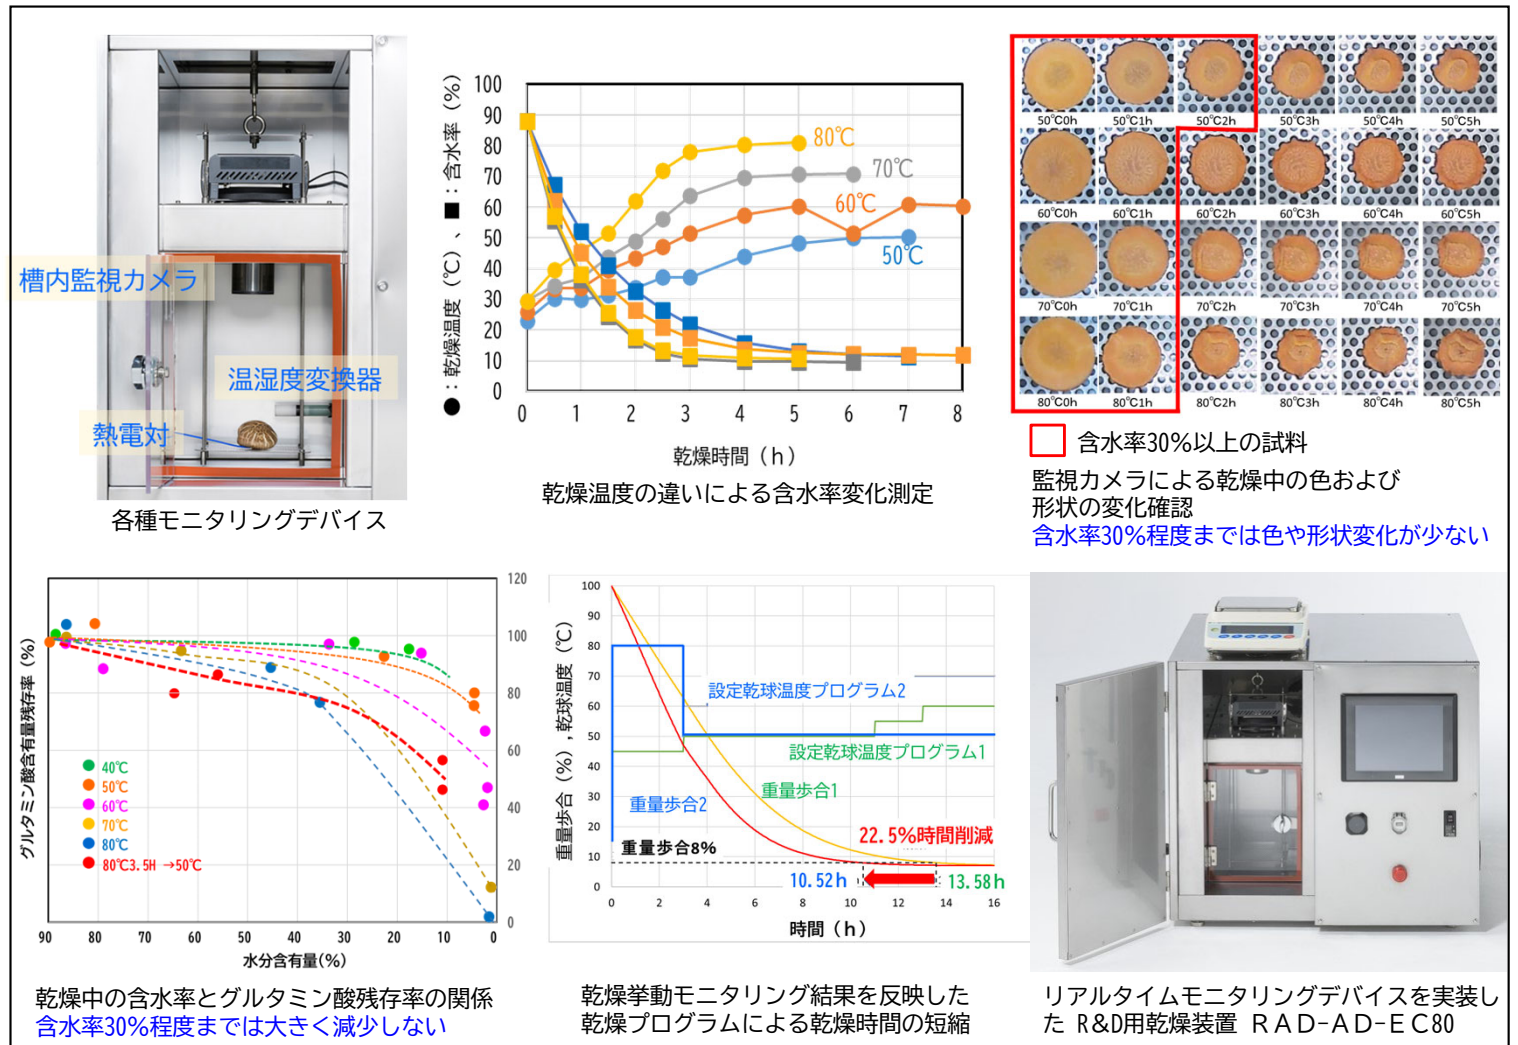 槽内監視カメラ
温湿度変換器
熱電対
各種モニタリングデバイス
●:乾燥温度(℃)、■:含水率(%)
100
90
80
70
60
50
40
30
20
10
0
80℃
70℃
60℃
50℃
0 1 2 3 4 5 6 7 8
乾燥時間(h)
乾燥温度の違いによる含水率変化測定
50℃0h 50℃1h 50℃2h 50℃3h 50℃4h 50℃5h
60℃0h 60℃1h 60℃2h 60℃3h 60℃4h 60℃5h
70℃0h 70℃1h 70℃2h 70℃3h 70℃4h 70℃5h
80℃0h 80℃1h 80℃2h 80℃3h 80℃4h 80℃5h
含水率30%以上の試料
監視カメラによる乾燥中の色および
形状の変化確認
含水率30%程度までは色や形状変化が少ない
グルタミン酸含有量残存率(%)
120
100
80
60
40
20
0
40℃
50℃
60℃
70℃
80℃
80℃3.5H →50℃
90 80 70 60 50 40 30 20 10 0
水分含有量(%)
乾燥中の含水率とグルタミン酸残存率の関係
含水率30%程度までは大きく減少しない
重量歩合(%),乾球温度(℃)
100
90
80
70
60
50
40
30
20
10
0
設定乾球温度プログラム2
設定乾球温度プログラム1
重量歩合2
重量歩合1
22.5%時間削減
重量歩合8%
10.52h
13.58h
0 2 4 6 8 10 12 14 16
時間(h)
乾燥挙動モニタリング結果を反映した
乾燥プログラムによる乾燥時間の短縮
リアルタイムモニタリングデバイスを実装し
た R&D用乾燥装置 RAD-AD-EC80